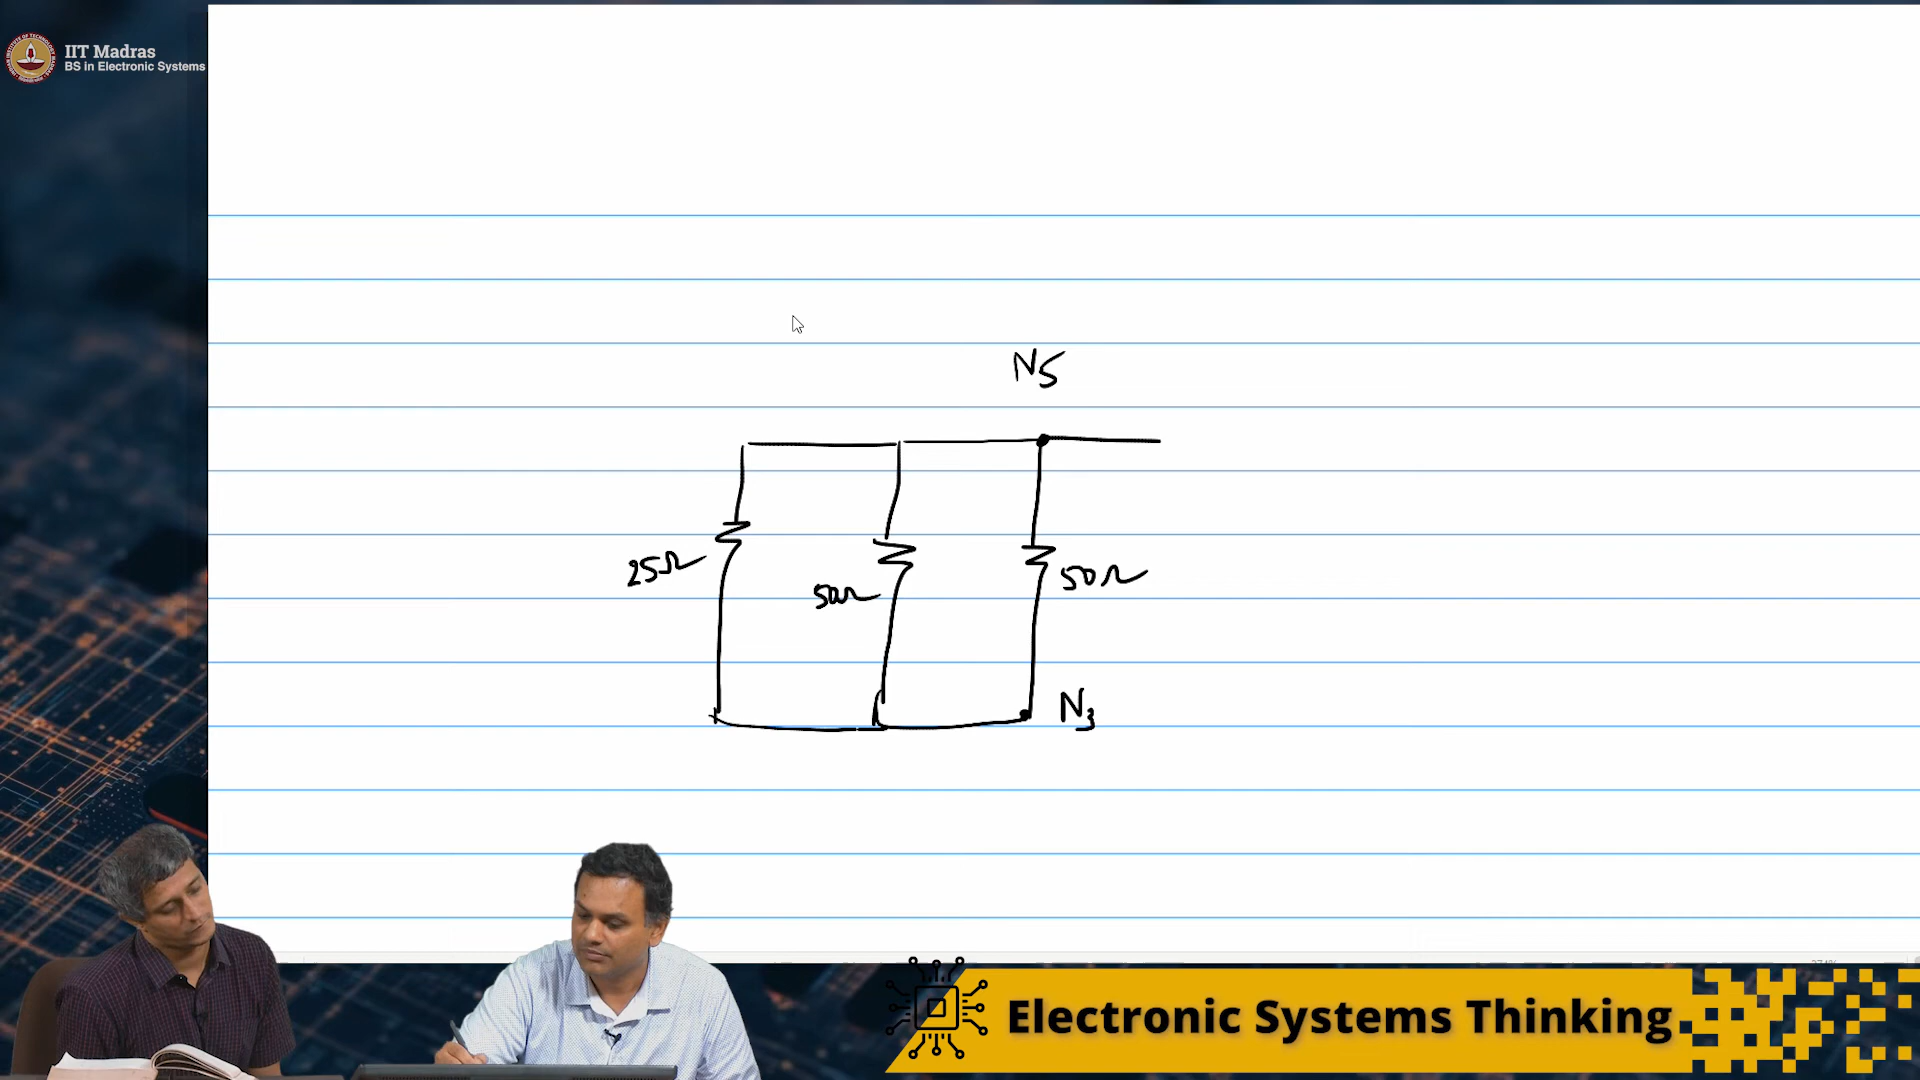 IIT Madras
BS in Electronic Systems
N5
25Ω
50Ω
50Ω
N3
Electronic Systems Thinking